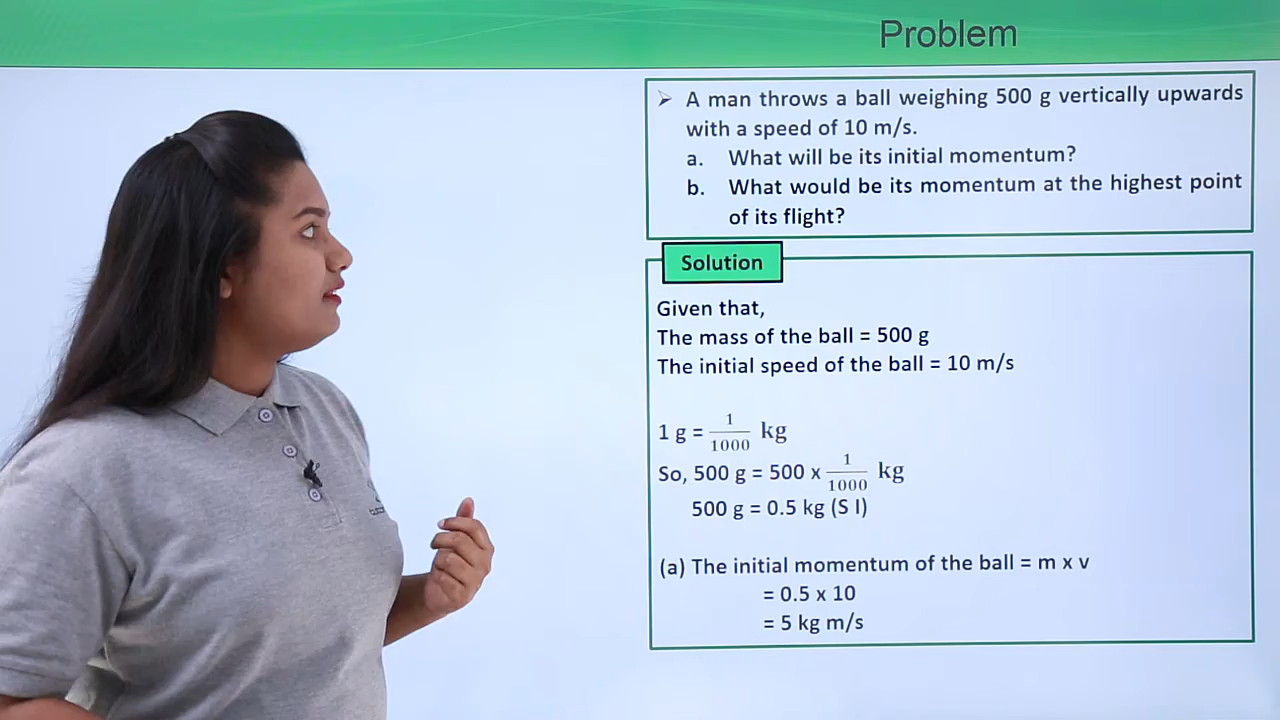 Problem
➢ A man throws a ball weighing 500 g vertically upwards
with a speed of 10 m/s.
a. What will be its initial momentum?
b. What would be its momentum at the highest point
of its flight?
Solution
Given that,
The mass of the ball = 500 g
The initial speed of the ball = 10 m/s
1 g = 1/1000 kg
So, 500 g = 500 x 1/1000 kg
500 g = 0.5 kg (S I)
(a) The initial momentum of the ball = m x v
= 0.5 x 10
= 5 kg m/s